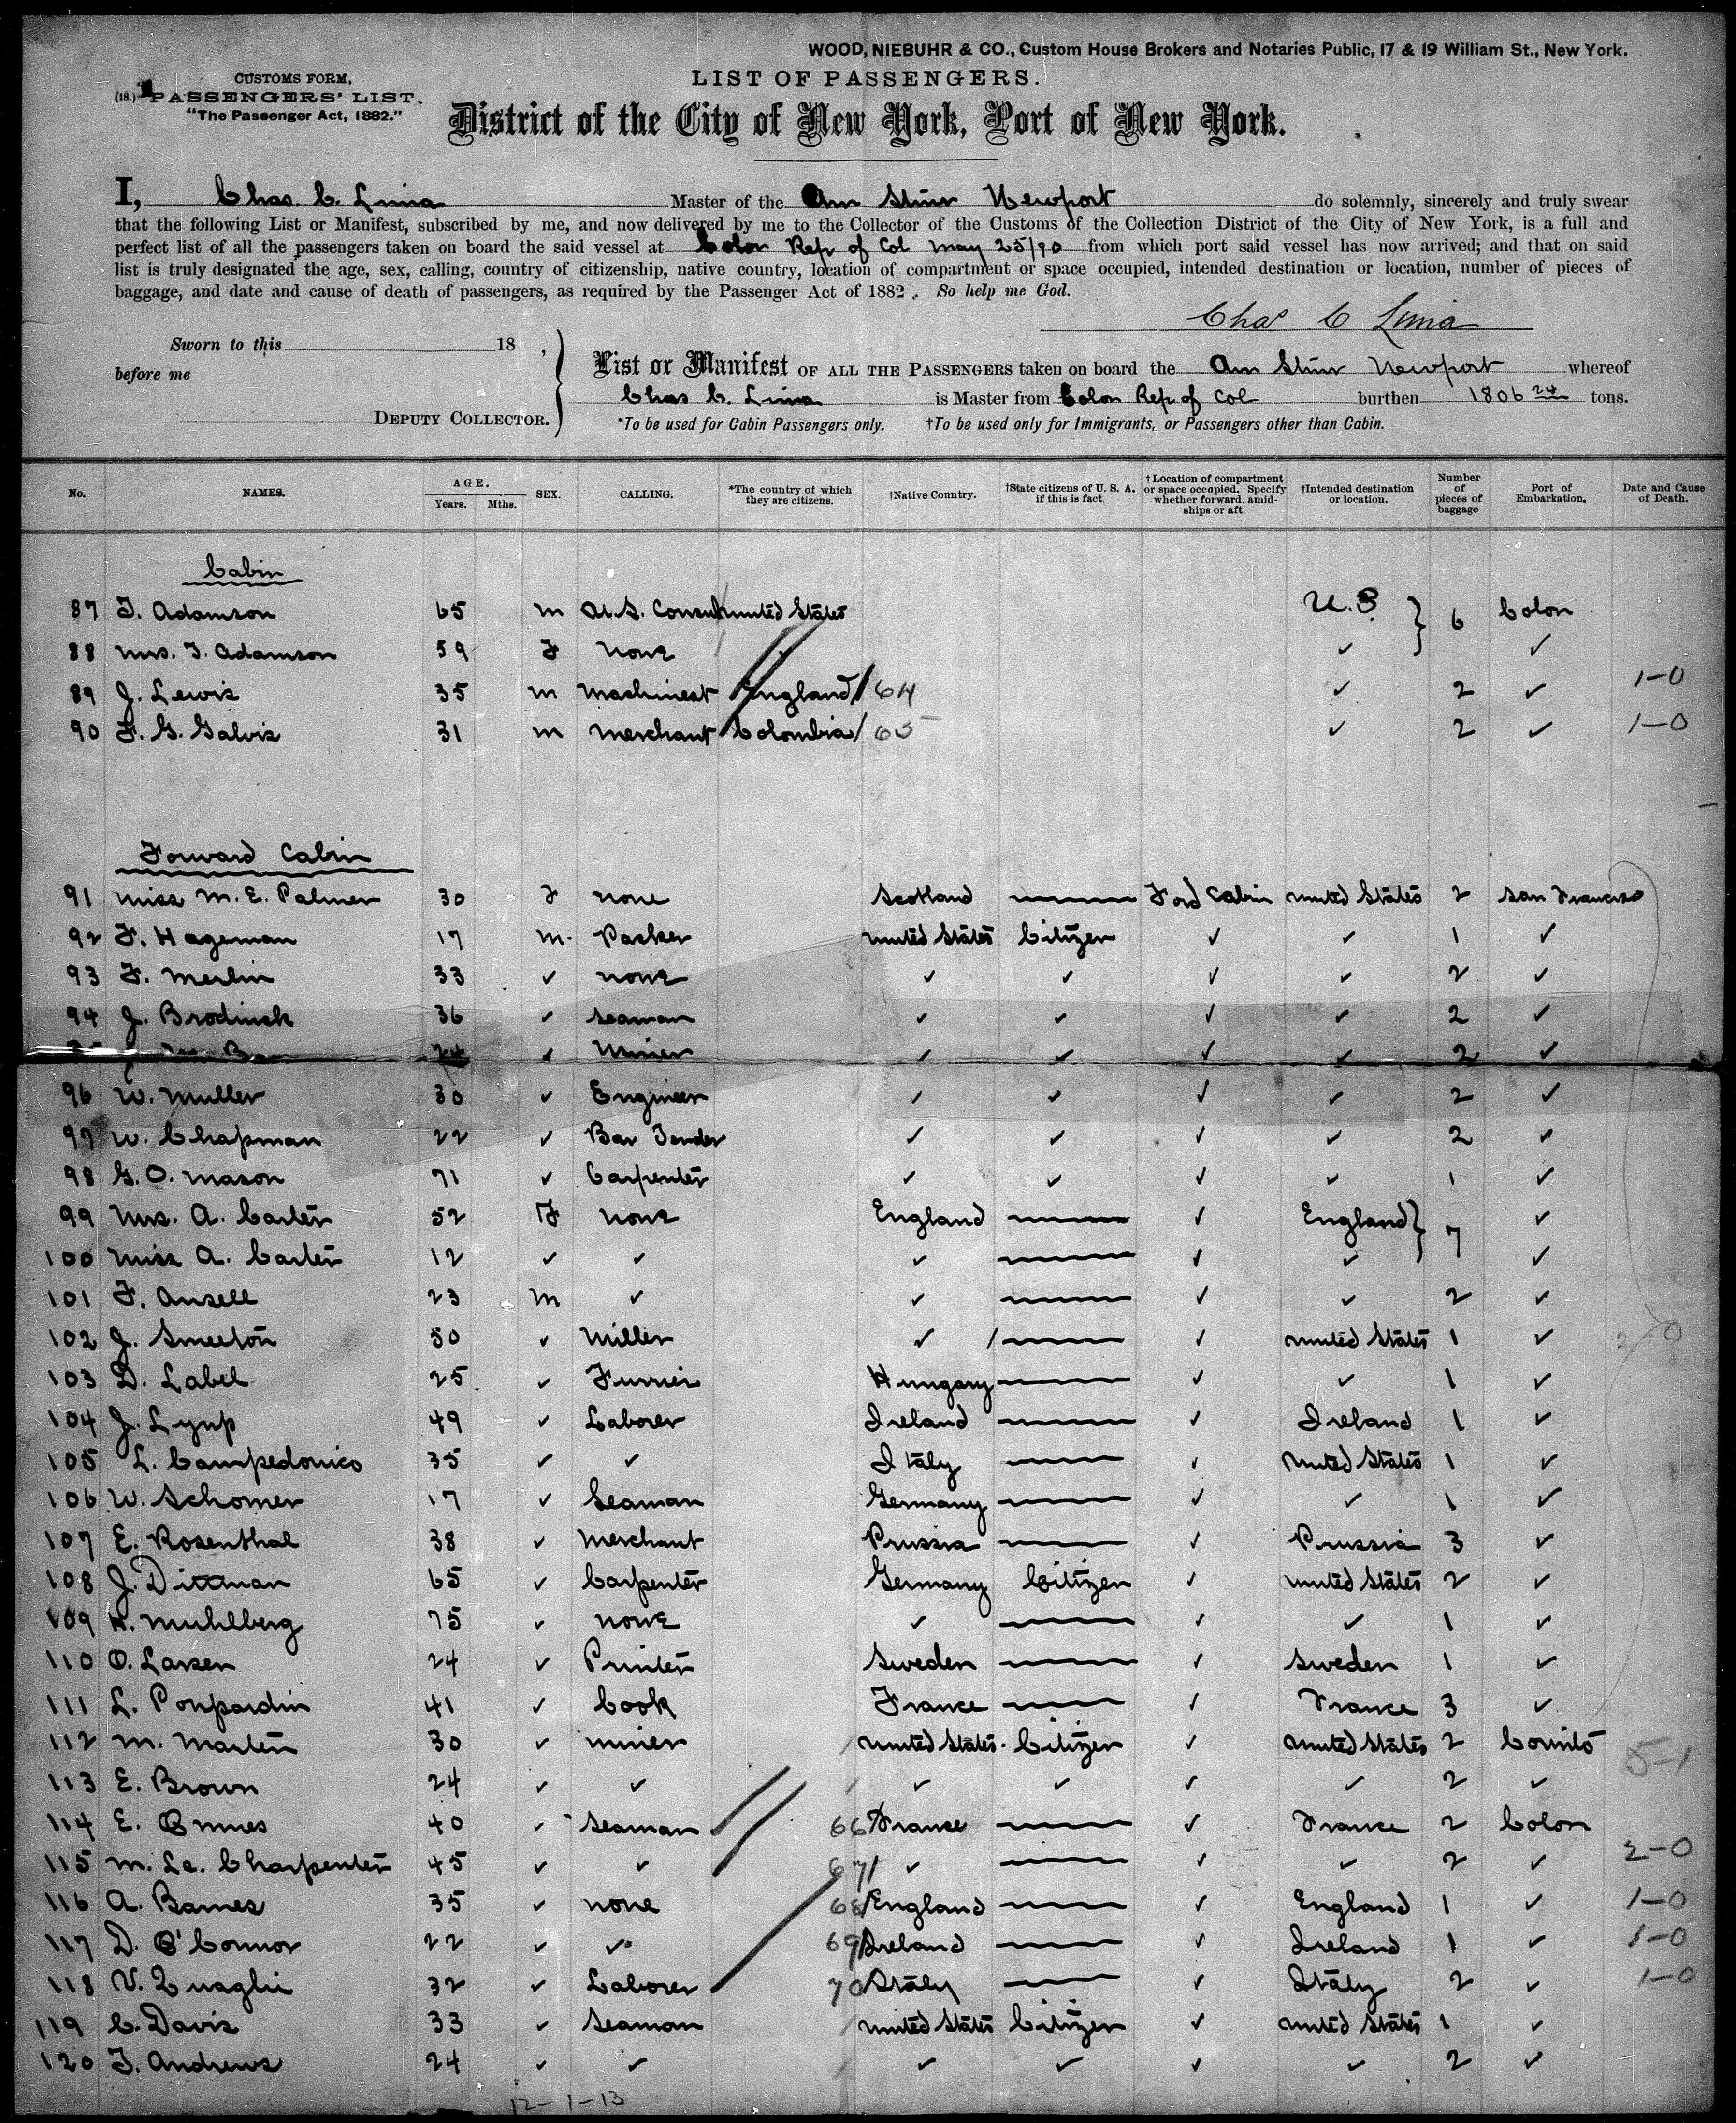 WOOD, NIEBUHR & CO., Custom House Brokers and Notaries Public, 17 & 19 William St., New York.
CUSTOMS FORM,
(18.) PASSENGERS' LIST.
"The Passenger Act, 1882."
LIST OF PASSENGERS.
District of the City of New York, Port of New York.
I, Chas. C. Lima Master of the Am Stmr Newport do solemnly, sincerely and truly swear
that the following List or Manifest, subscribed by me, and now delivered by me to the Collector of the Customs of the Collection District of the City of New York, is a full and
perfect list of all the passengers taken on board the said vessel at Colon Rep of Col May 25/90 from which port said vessel has now arrived; and that on said
list is truly designated the age, sex, calling, country of citizenship, native country, location of compartment or space occupied, intended destination or location, number of pieces of
baggage, and date and cause of death of passengers, as required by the Passenger Act of 1882. So help me God.
Chas C Lima
Sworn to this 18 ,
before me
DEPUTY COLLECTOR.
List or Manifest OF ALL THE PASSENGERS taken on board the Am Stmr Newport whereof
Chas C. Lima is Master from Colon Rep of Col burthen 1806 24 tons.
*To be used for Cabin Passengers only. †To be used only for Immigrants, or Passengers other than Cabin.
No. NAMES. AGE. Years. Mths. SEX. CALLING. *The country of which they are citizens. †Native Country. †State citizens of U. S. A. if this is fact. †Location of compartment or space occupied. Specify whether forward, amidships or aft. †Intended destination or location. Number of pieces of baggage Port of Embarkation. Date and Cause of Death.
Cabin
87 T. Adamson 65 M U.S. Consul United States U.S } 6 Colon
88 Mrs. T. Adamson 59 F None ✓ ✓
89 J. Lewis 35 M Machinest England 64 ✓ 2 ✓ 1-0
90 F. G. Galvis 31 M Merchant Colombia 65 ✓ 2 ✓ 1-0
Forward Cabin
91 Miss M. E. Palmer 30 F None Scotland — Ford Cabin United States 2 San Francisco
92 F. Hageman 17 M. Packer United States Citizen ✓ ✓ 1 ✓
93 F. Merlin 33 ✓ None ✓ ✓ ✓ ✓ 2 ✓
94 J. Brodinck 36 ✓ Seaman ✓ ✓ ✓ ✓ 2 ✓
✓ Miner ✓ ✓ ✓ ✓ 2 ✓
96 W. Muller 30 ✓ Engineer ✓ ✓ ✓ ✓ 2 ✓
97 W. Chapman 22 ✓ Bar Tender ✓ ✓ ✓ ✓ 2 ✓
98 G. O. Mason 71 ✓ Carpenter ✓ ✓ ✓ ✓ 1 ✓
99 Mrs. A. Carter 52 F None England — ✓ England } 7 ✓
100 Miss A. Carter 12 ✓ ✓ ✓ — ✓ ✓ ✓
101 F. Ansell 23 M ✓ ✓ — ✓ ✓ 2 ✓
102 J. Smeeton 50 ✓ Miller ✓ — ✓ United States 1 ✓ 2-0
103 D. Label 25 ✓ Furrier Hungary — ✓ ✓ 1 ✓
104 J. Lynp 49 ✓ Laborer Ireland — ✓ Ireland 1 ✓
105 L. Campedonico 35 ✓ ✓ Italy — ✓ United States 1 ✓
106 W. Schomer 17 ✓ Seaman Germany — ✓ ✓ 1 ✓
107 E. Rosenthal 38 ✓ Merchant Prussia — ✓ Prussia 3 ✓
108 J. Dittman 65 ✓ Carpenter Germany Citizen ✓ United States 2 ✓
109 H. Muhlberg 75 ✓ None ✓ — ✓ ✓ 1 ✓
110 O. Larsen 24 ✓ Printer Sweden — ✓ Sweden 1 ✓
111 L. Poupardin 41 ✓ Cook France — ✓ France 3 ✓
112 M. Marten 30 ✓ Miner United States. Citizen ✓ United States 2 Corinto 5-1
113 E. Brown 24 ✓ ✓ ✓ ✓ ✓ ✓ 2 ✓
114 E. 40 ✓ Seaman 66 France — ✓ France 2 Colon
115 M. Le. Charpenter 45 ✓ ✓ 67 ✓ — ✓ ✓ 2 ✓ 2-0
116 A. Barnes 35 ✓ None 68 England — ✓ England 1 ✓ 1-0
117 D. O'Connor 22 ✓ ✓ 69 Ireland — ✓ Ireland 1 ✓ 1-0
118 V. Quaglii 32 ✓ Laborer 70 Italy — ✓ Italy 2 ✓ 1-0
119 C. Davis 33 ✓ Seaman United States Citizen ✓ United States 1 ✓
120 T. Andrews 24 ✓ ✓ ✓ ✓ ✓ ✓ 2 ✓
12-1-13